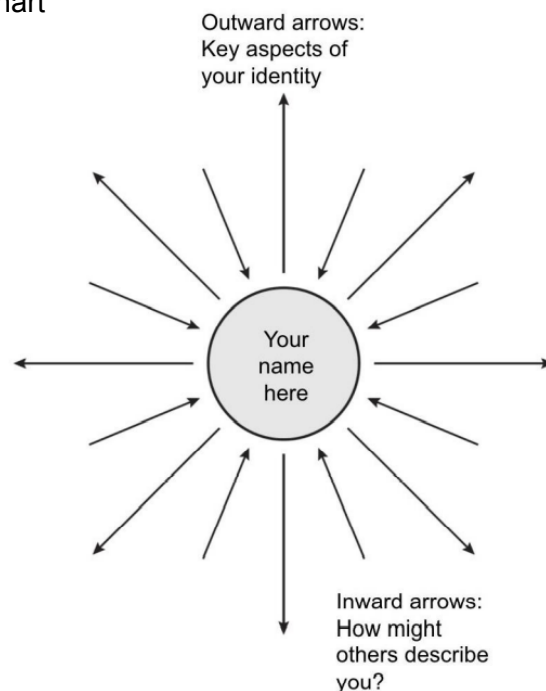 Outward arrows:
Key aspects of
your identity
Your
name
here
Inward arrows:
How might
others describe
you?